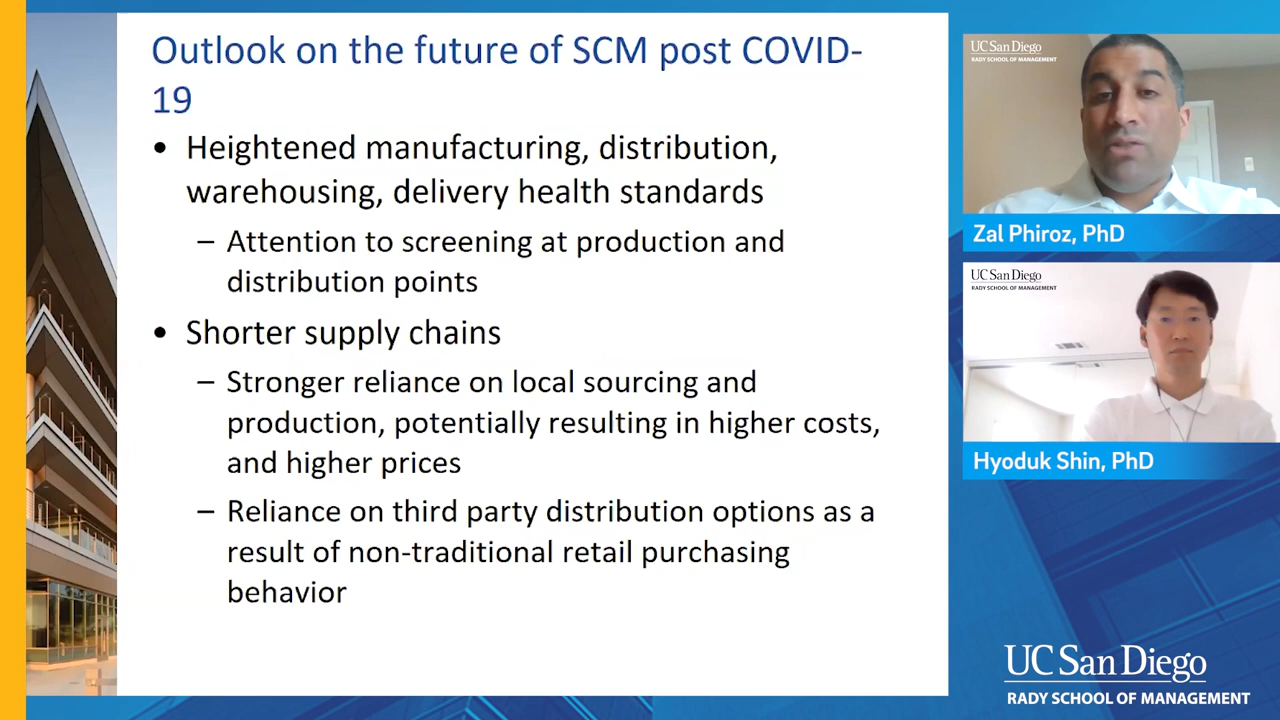 Outlook on the future of SCM post COVID-
19
• Heightened manufacturing, distribution,
warehousing, delivery health standards
– Attention to screening at production and
distribution points
• Shorter supply chains
– Stronger reliance on local sourcing and
production, potentially resulting in higher costs,
and higher prices
– Reliance on third party distribution options as a
result of non-traditional retail purchasing
behavior
UC San Diego
RADY SCHOOL OF MANAGEMENT
Zal Phiroz, PhD
UC San Diego
RADY SCHOOL OF MANAGEMENT
Hyoduk Shin, PhD
UC San Diego
RADY SCHOOL OF MANAGEMENT